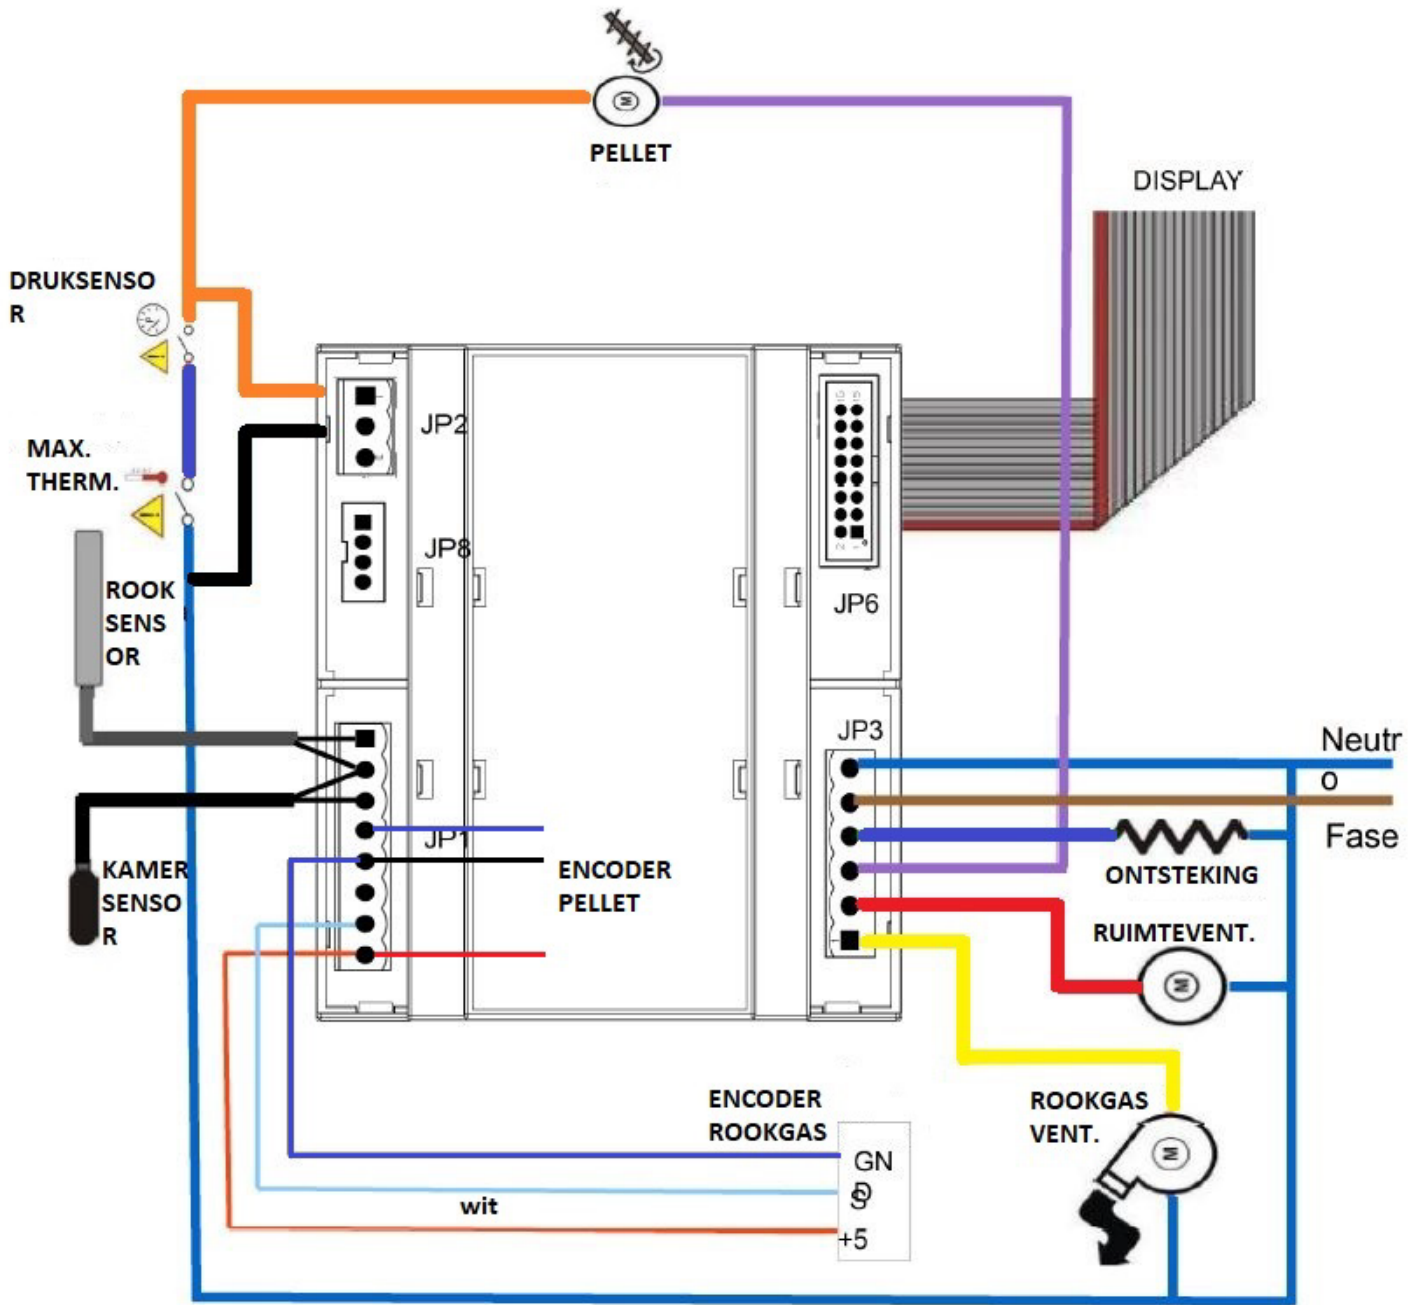 PELLET
DISPLAY
DRUKSENSO
R
MAX.
THERM.
JP2
JP8
JP6
ROOK
SENS
OR
JP3
Neutr
o
Fase
JP1
ENCODER
PELLET
KAMER
SENSO
R
ONTSTEKING
RUIMTEVENT.
M
M
M
ENCODER
ROOKGAS
ROOKGAS
VENT.
GN
D
S
wit
+5